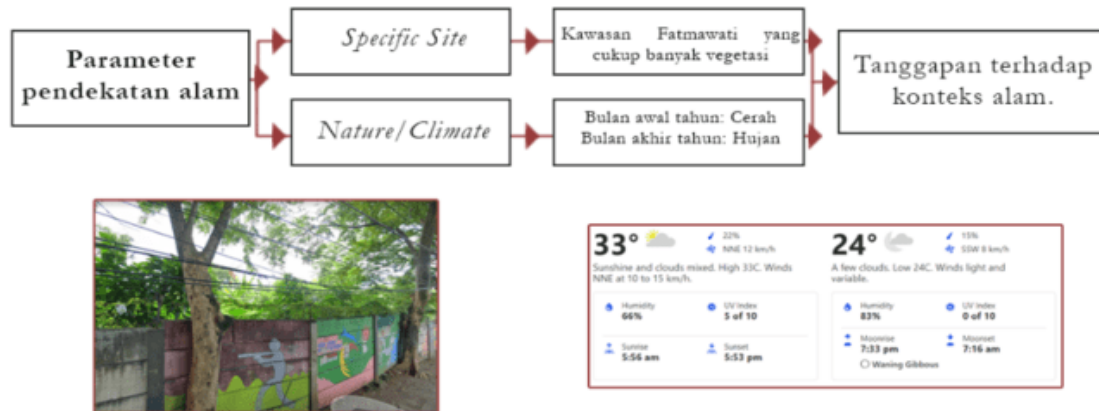 Parameter
pendekatan alam
Specific Site
Nature/Climate
Kawasan Fatmawati yang
cukup banyak vegetasi
Bulan awal tahun: Cerah
Bulan akhir tahun: Hujan
Tanggapan terhadap
konteks alam.
33°
22%
NNE 12 km/h
Sunshine and clouds mixed. High 33C. Winds
NNE at 10 to 15 km/h.
Humidity
66%
UV Index
5 of 10
Sunrise
5:56 am
Sunset
5:53 pm
24°
15%
SSW 8 km/h
A few clouds. Low 24C. Winds light and
variable.
Humidity
83%
UV Index
0 of 10
Moonrise
7:33 pm
Moonset
7:16 am
Waning Gibbous